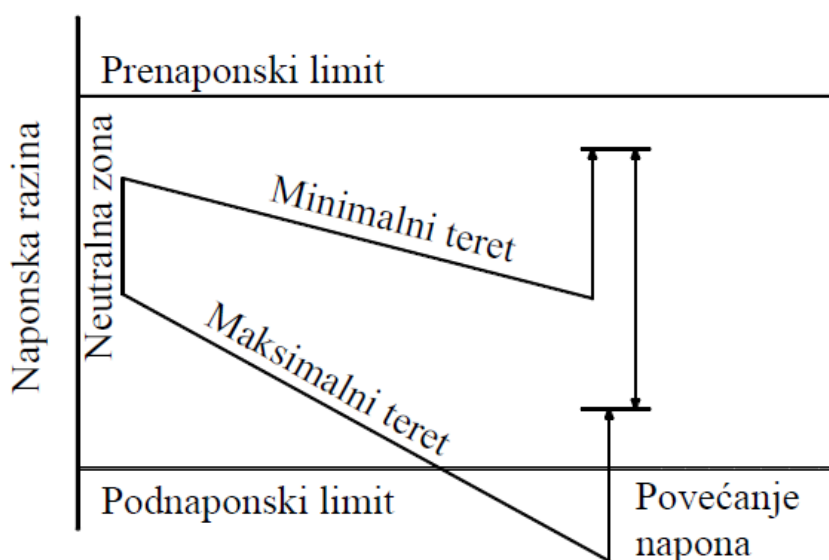 Prenaponski limit
Naponska razina
Neutralna zona
Minimalni teret
Maksimalni teret
Podnaponski limit
Povećanje
napona